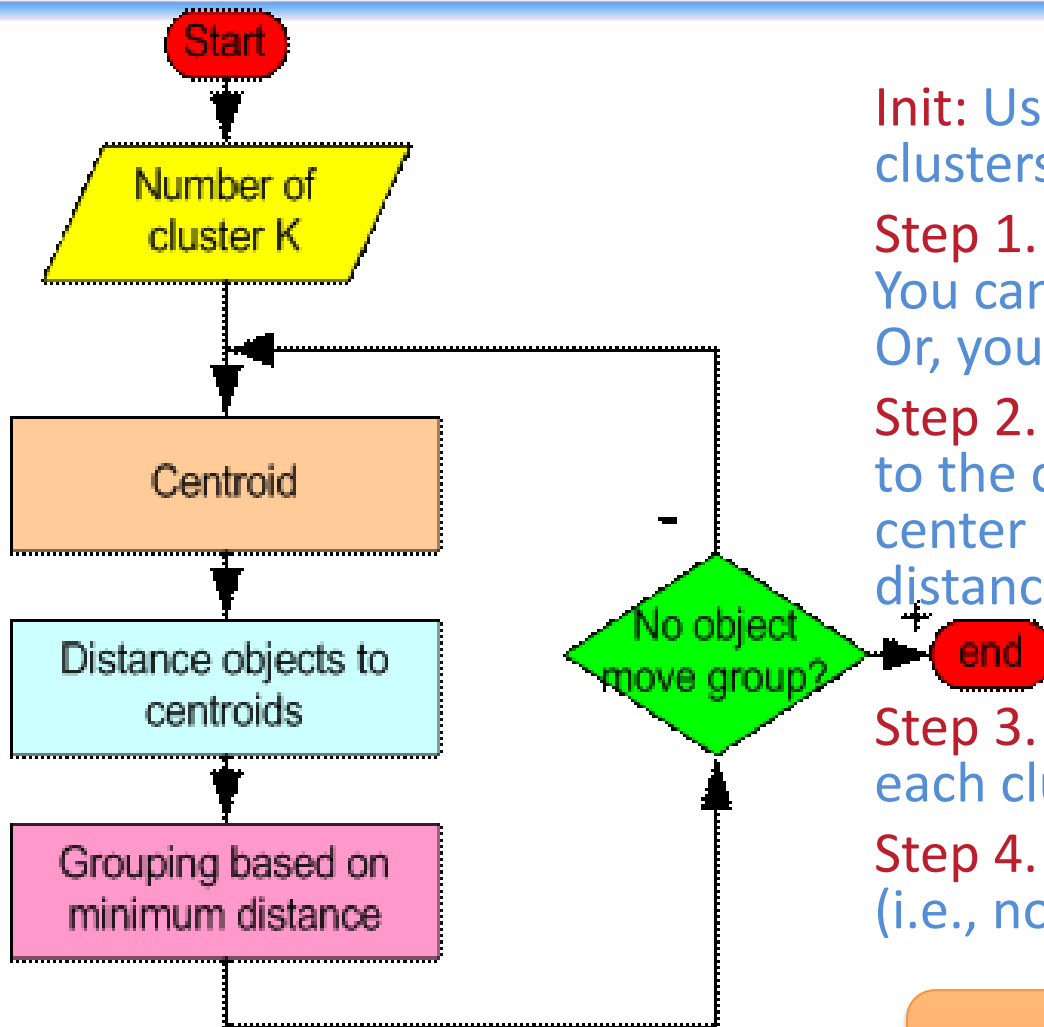 Start
Number of
cluster K
Centroid
Distance objects to
centroids
Grouping based on
minimum distance
-
No object
move group?
+
end
Init: Us
clusters
Step 1.
You can
Or, you
Step 2.
to the
center
distanc
Step 3.
each clu
Step 4.
(i.e., no